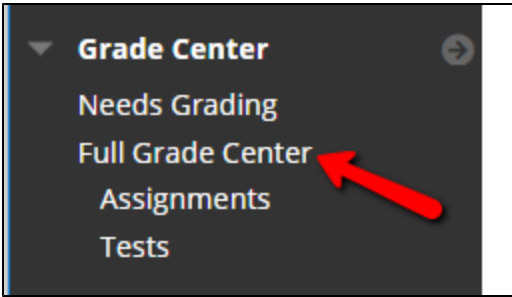 Grade Center
Needs Grading
Full Grade Center
Assignments
Tests